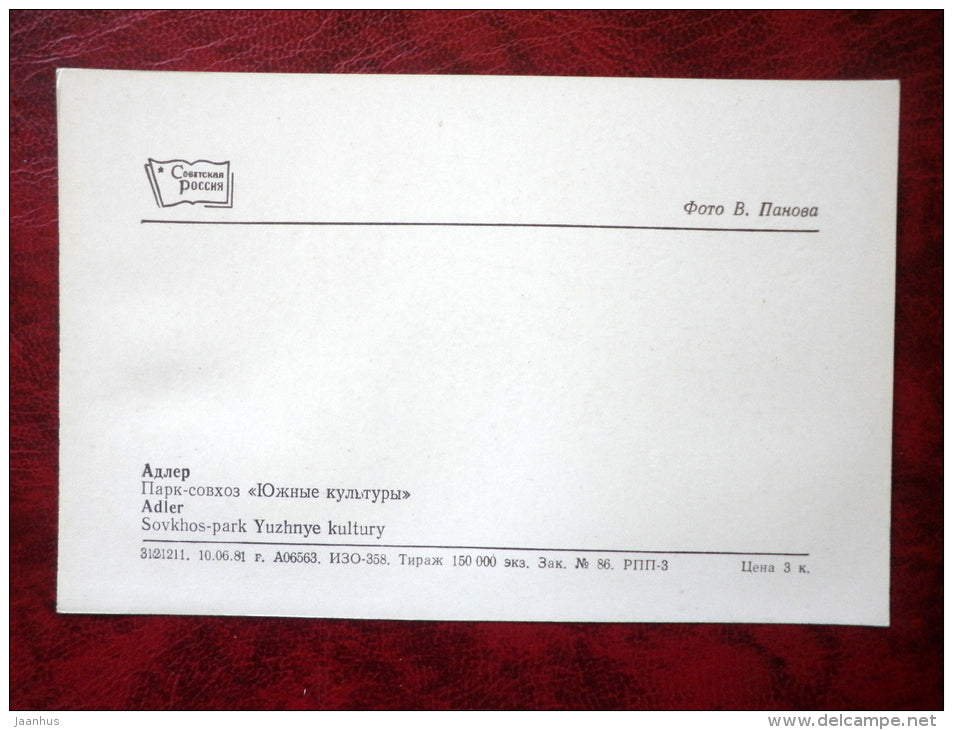 Советская
Россия
Фото В. Панова
Адлер
Парк-совхоз «Южные культуры»
Adler
Sovkhos-park Yuzhnye kultury
3121211. 10.06.81 г. А06563. ИЗО-358. Тираж 150 000 экз. Зак. № 86. РПП-3 Цена 3 к.
jaanhus
www.delcampe.net